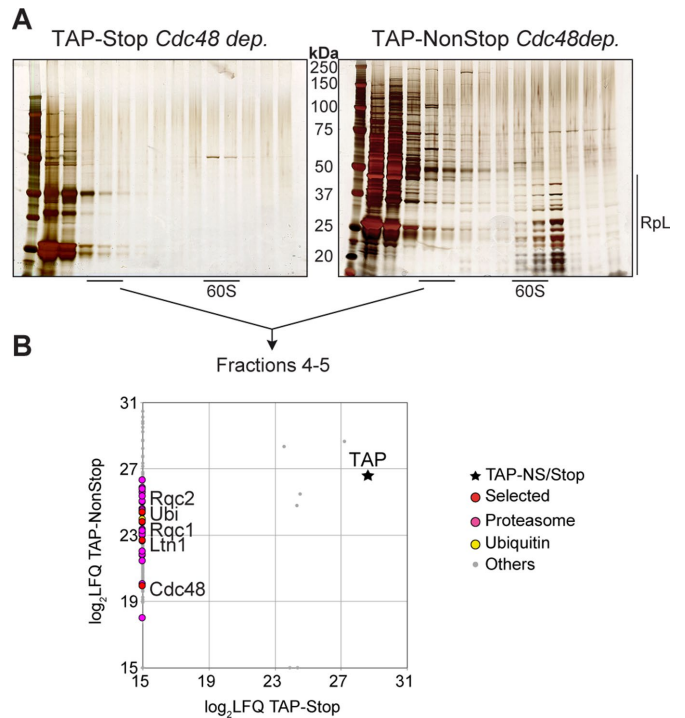 A
TAP-Stop Cdc48 dep.
TAP-NonStop Cdc48dep.
kDa
250
150
100
75
50
37
25
20
RpL
60S
60S
Fractions 4-5
B
log2LFQ TAP-NonStop
31
27
23
19
15
TAP
Rqc2
Ubi
Rqc1
Ltn1
Cdc48
15
19
23
27
31
log2LFQ TAP-Stop
TAP-NS/Stop
Selected
Proteasome
Ubiquitin
Others